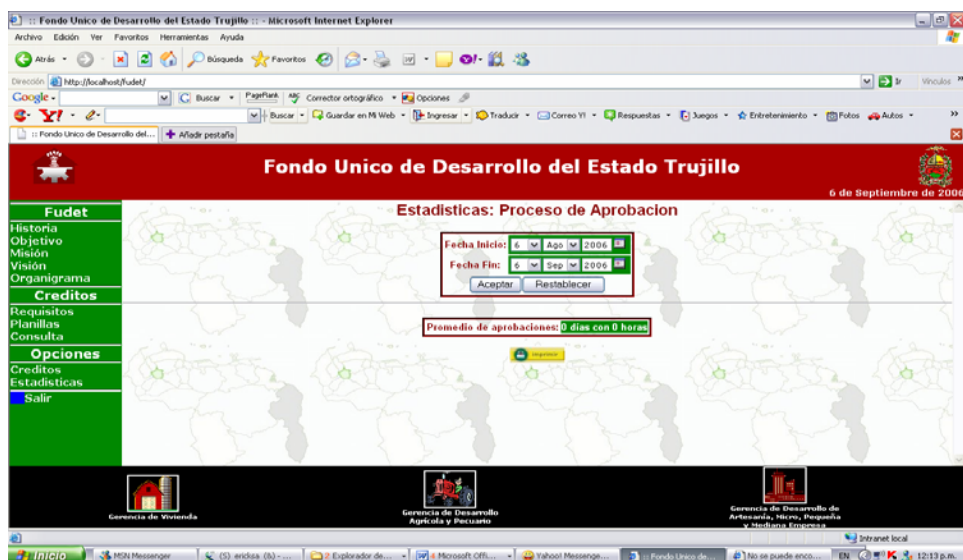 :: Fondo Unico de Desarrollo del Estado Trujillo :: - Microsoft Internet Explorer
Archivo Edición Ver Favoritos Herramientas Ayuda
Atrás Búsqueda Favoritos
Dirección http://localhost/fudet/ Ir Vínculos »
Google Buscar PageRank ABC Corrector ortográfico Opciones
Y! Buscar Guardar en Mi Web Ingresar Traducir Correo Y! Respuestas Juegos Entretenimiento Fotos Autos »
:: Fondo Unico de Desarrollo del... Añadir pestaña
Fondo Unico de Desarrollo del Estado Trujillo
6 de Septiembre de 2006
Fudet
Historia
Objetivo
Misión
Visión
Organigrama
Creditos
Requisitos
Planillas
Consulta
Opciones
Creditos
Estadisticas
Salir
Estadisticas: Proceso de Aprobacion
Fecha Inicio: 6 Ago 2006
Fecha Fin: 6 Sep 2006
Aceptar Restablecer
Promedio de aprobaciones: 0 dias con 0 horas
Gerencia de Vivienda
Gerencia de Desarrollo
Agrícola y Pecuario
Gerencia de Desarrollo de
Artesanía, Micro, Pequeña
y Mediana Empresa
Intranet local
Inicio MSN Messenger (S) ericksa (8) - ... 2 Explorador de... 4 Microsoft Offi... Yahoo! Messenge... :: Fondo Unico de... No se puede enco... EN 12:13 p.m.